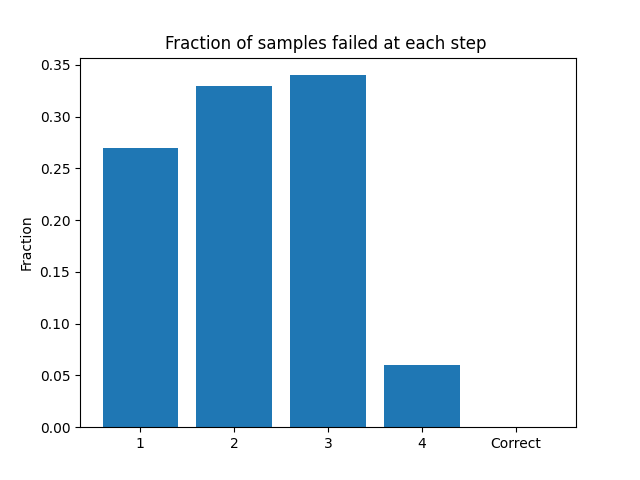 Fraction of samples failed at each step
0.35
0.30
0.25
0.20
0.15
0.10
0.05
0.00
Fraction
1 2 3 4 Correct